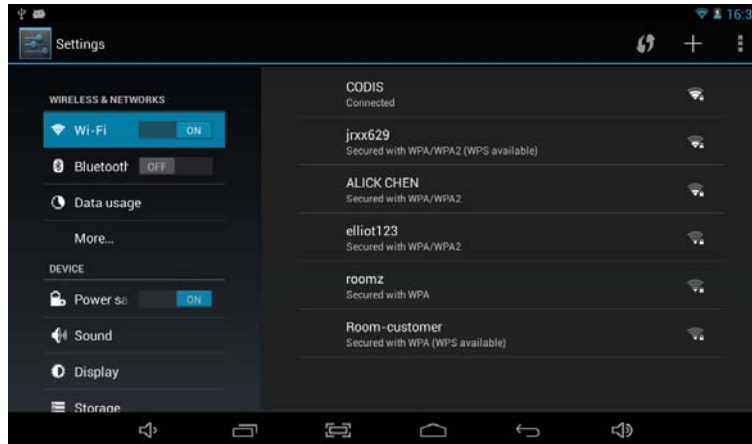 16:3
Settings
WIRELESS & NETWORKS
Wi-Fi ON
Bluetooth OFF
Data usage
More...
DEVICE
Power sa ON
Sound
Display
Storage
CODIS
Connected
jrxx629
Secured with WPA/WPA2 (WPS available)
ALICK CHEN
Secured with WPA/WPA2
elliot123
Secured with WPA/WPA2
roomz
Secured with WPA
Room-customer
Secured with WPA (WPS available)